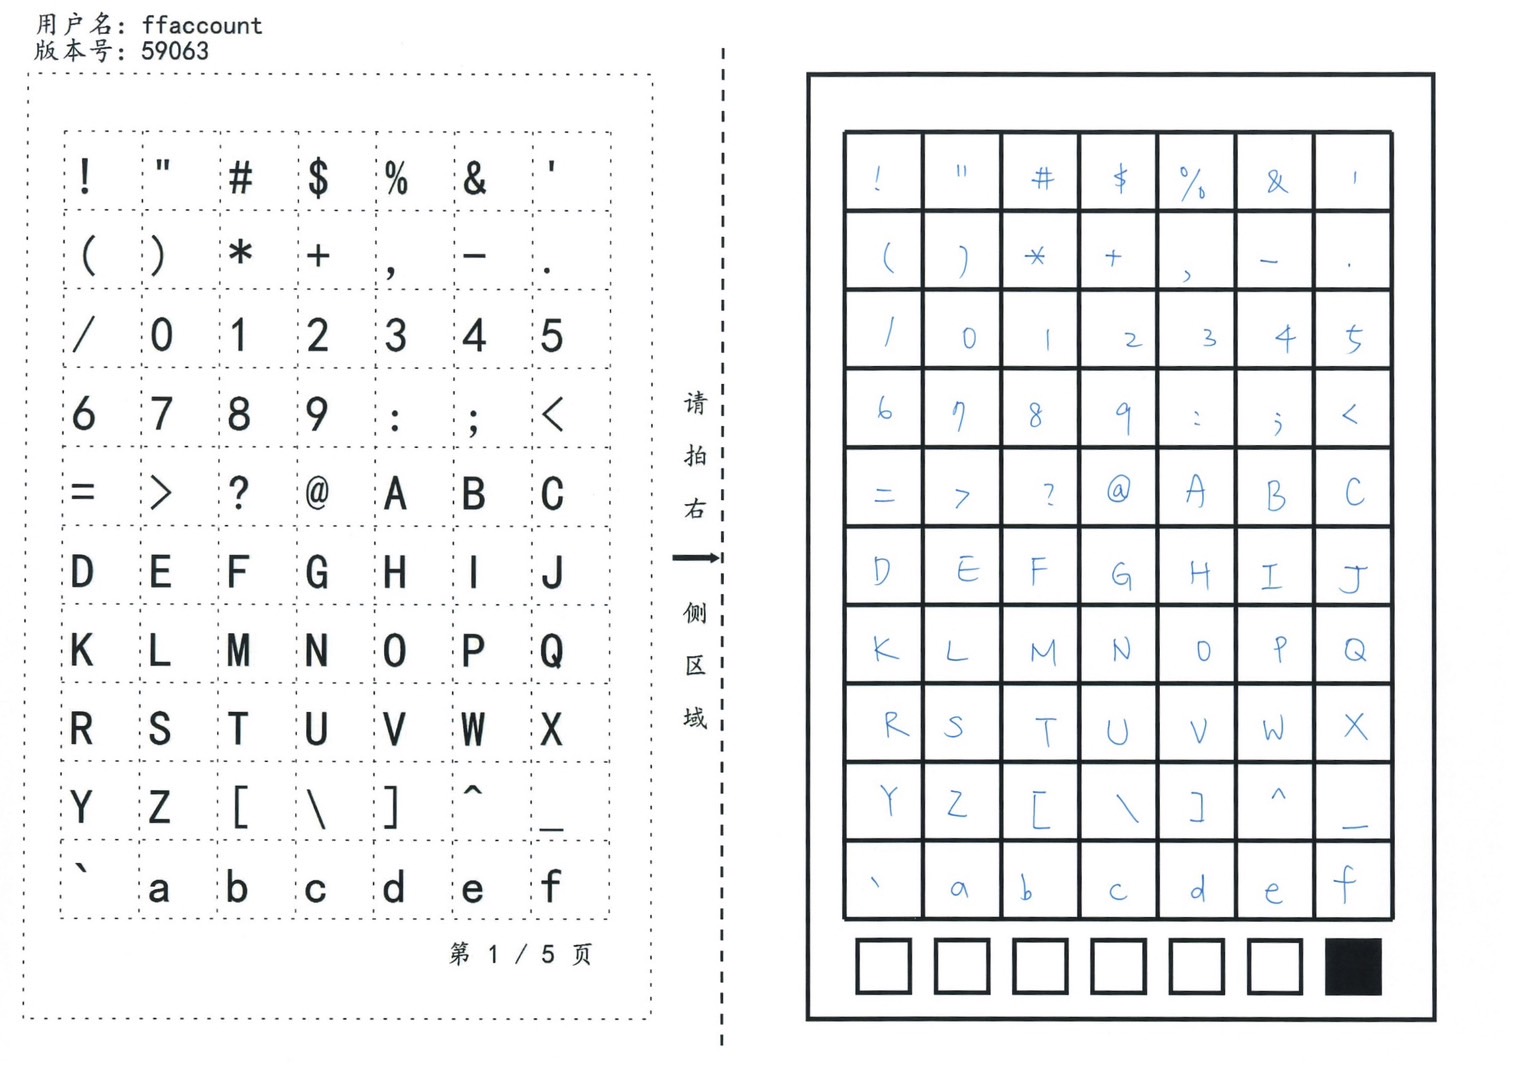 用户名: ffaccount
版本号: 59063
! " # $ % & '
( ) * + , - .
/ 0 1 2 3 4 5
6 7 8 9 : ; <
= > ? @ A B C
D E F G H I J
K L M N O P Q
R S T U V W X
Y Z [ \ ] ^ _
` a b c d e f
第 1 / 5 页
请拍右
侧区域
! " # $ % & '
( ) * + , - .
/ 0 1 2 3 4 5
6 7 8 9 : ; <
= > ? @ A B C
D E F G H I J
K L M N O P Q
R S T U V W X
Y Z [ \ ] ^ _
` a b c d e f